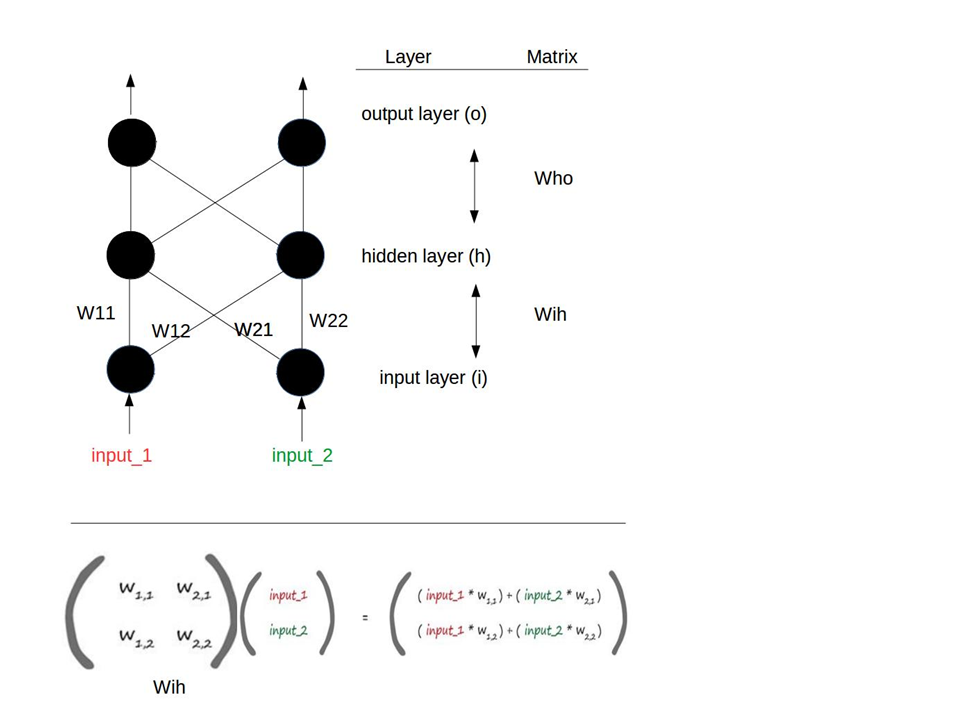 Layer Matrix
output layer (o)
Who
hidden layer (h)
W11 W12 W21 W22
Wih
input layer (i)
input_1 input_2
( w1,1 w2,1 ) ( input_1 ) = ( ( input_1 * w1,1 ) + ( input_2 * w2,1 ) )
( w1,2 w2,2 ) ( input_2 ) ( ( input_1 * w1,2 ) + ( input_2 * w2,2 ) )
Wih